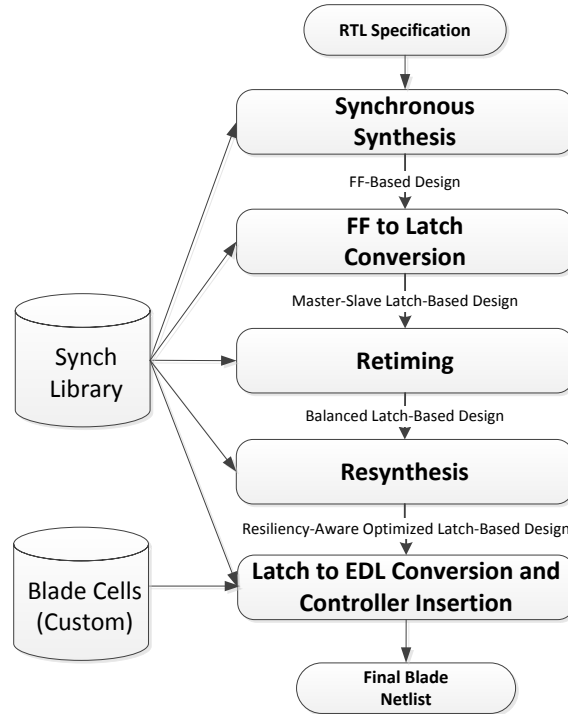 RTL Specification
Synchronous
Synthesis
FF-Based Design
FF to Latch
Conversion
Master-Slave Latch-Based Design
Synch
Library
Retiming
Balanced Latch-Based Design
Resynthesis
Resiliency-Aware Optimized Latch-Based Design
Blade Cells
(Custom)
Latch to EDL Conversion and
Controller Insertion
Final Blade
Netlist